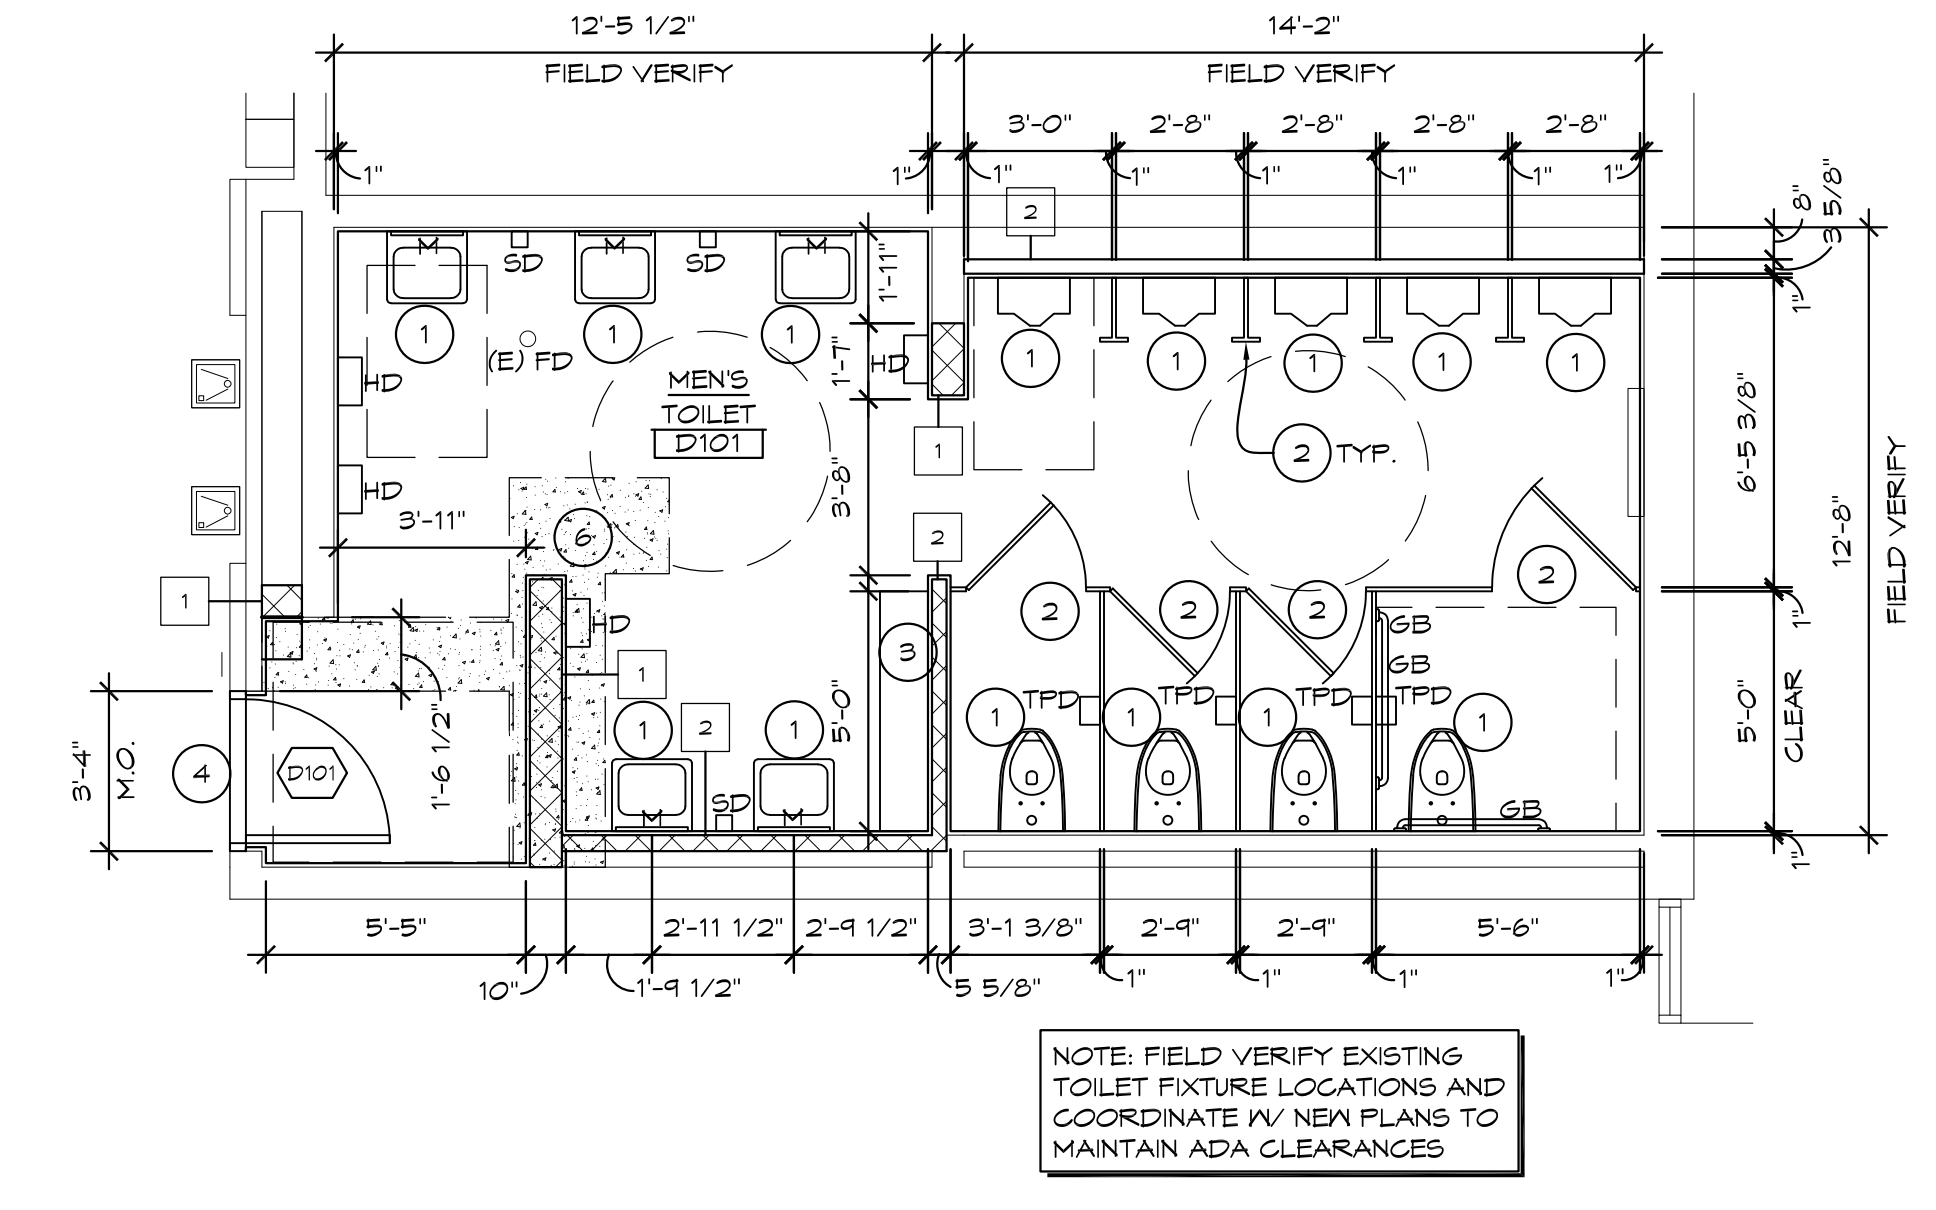 12'-5 1/2"
14'-2"
FIELD VERIFY
FIELD VERIFY
3'-0"
2'-8"
2'-8"
2'-8"
2'-8"
1"
1"
1"
1"
1"
1"
1"
1"
8"
3 5/8"
2
SD
SD
1'-11"
1"
1
1
1
(E) FD
HD
HD
1'-7"
1
1
1
1
1
MEN'S
TOILET
D101
HD
3'-8"
1
2
TYP.
6'-5 3/8"
12'-8"
FIELD VERIFY
3'-11"
6
2
1
HD
2
2
2
2
1"
3
GB
GB
1
TPD
TPD
TPD
TPD
1
1
1
1
1
1
2
5'-0"
5'-0"
CLEAR
3'-4"
M.O.
4
D101
1'-6 1/2"
SD
GB
1"
5'-5"
2'-11 1/2"
2'-9 1/2"
3'-1 3/8"
2'-9"
2'-9"
5'-6"
10"
1'-9 1/2"
5 5/8"
1"
1"
1"
1"
NOTE: FIELD VERIFY EXISTING
TOILET FIXTURE LOCATIONS AND
COORDINATE W/ NEW PLANS TO
MAINTAIN ADA CLEARANCES